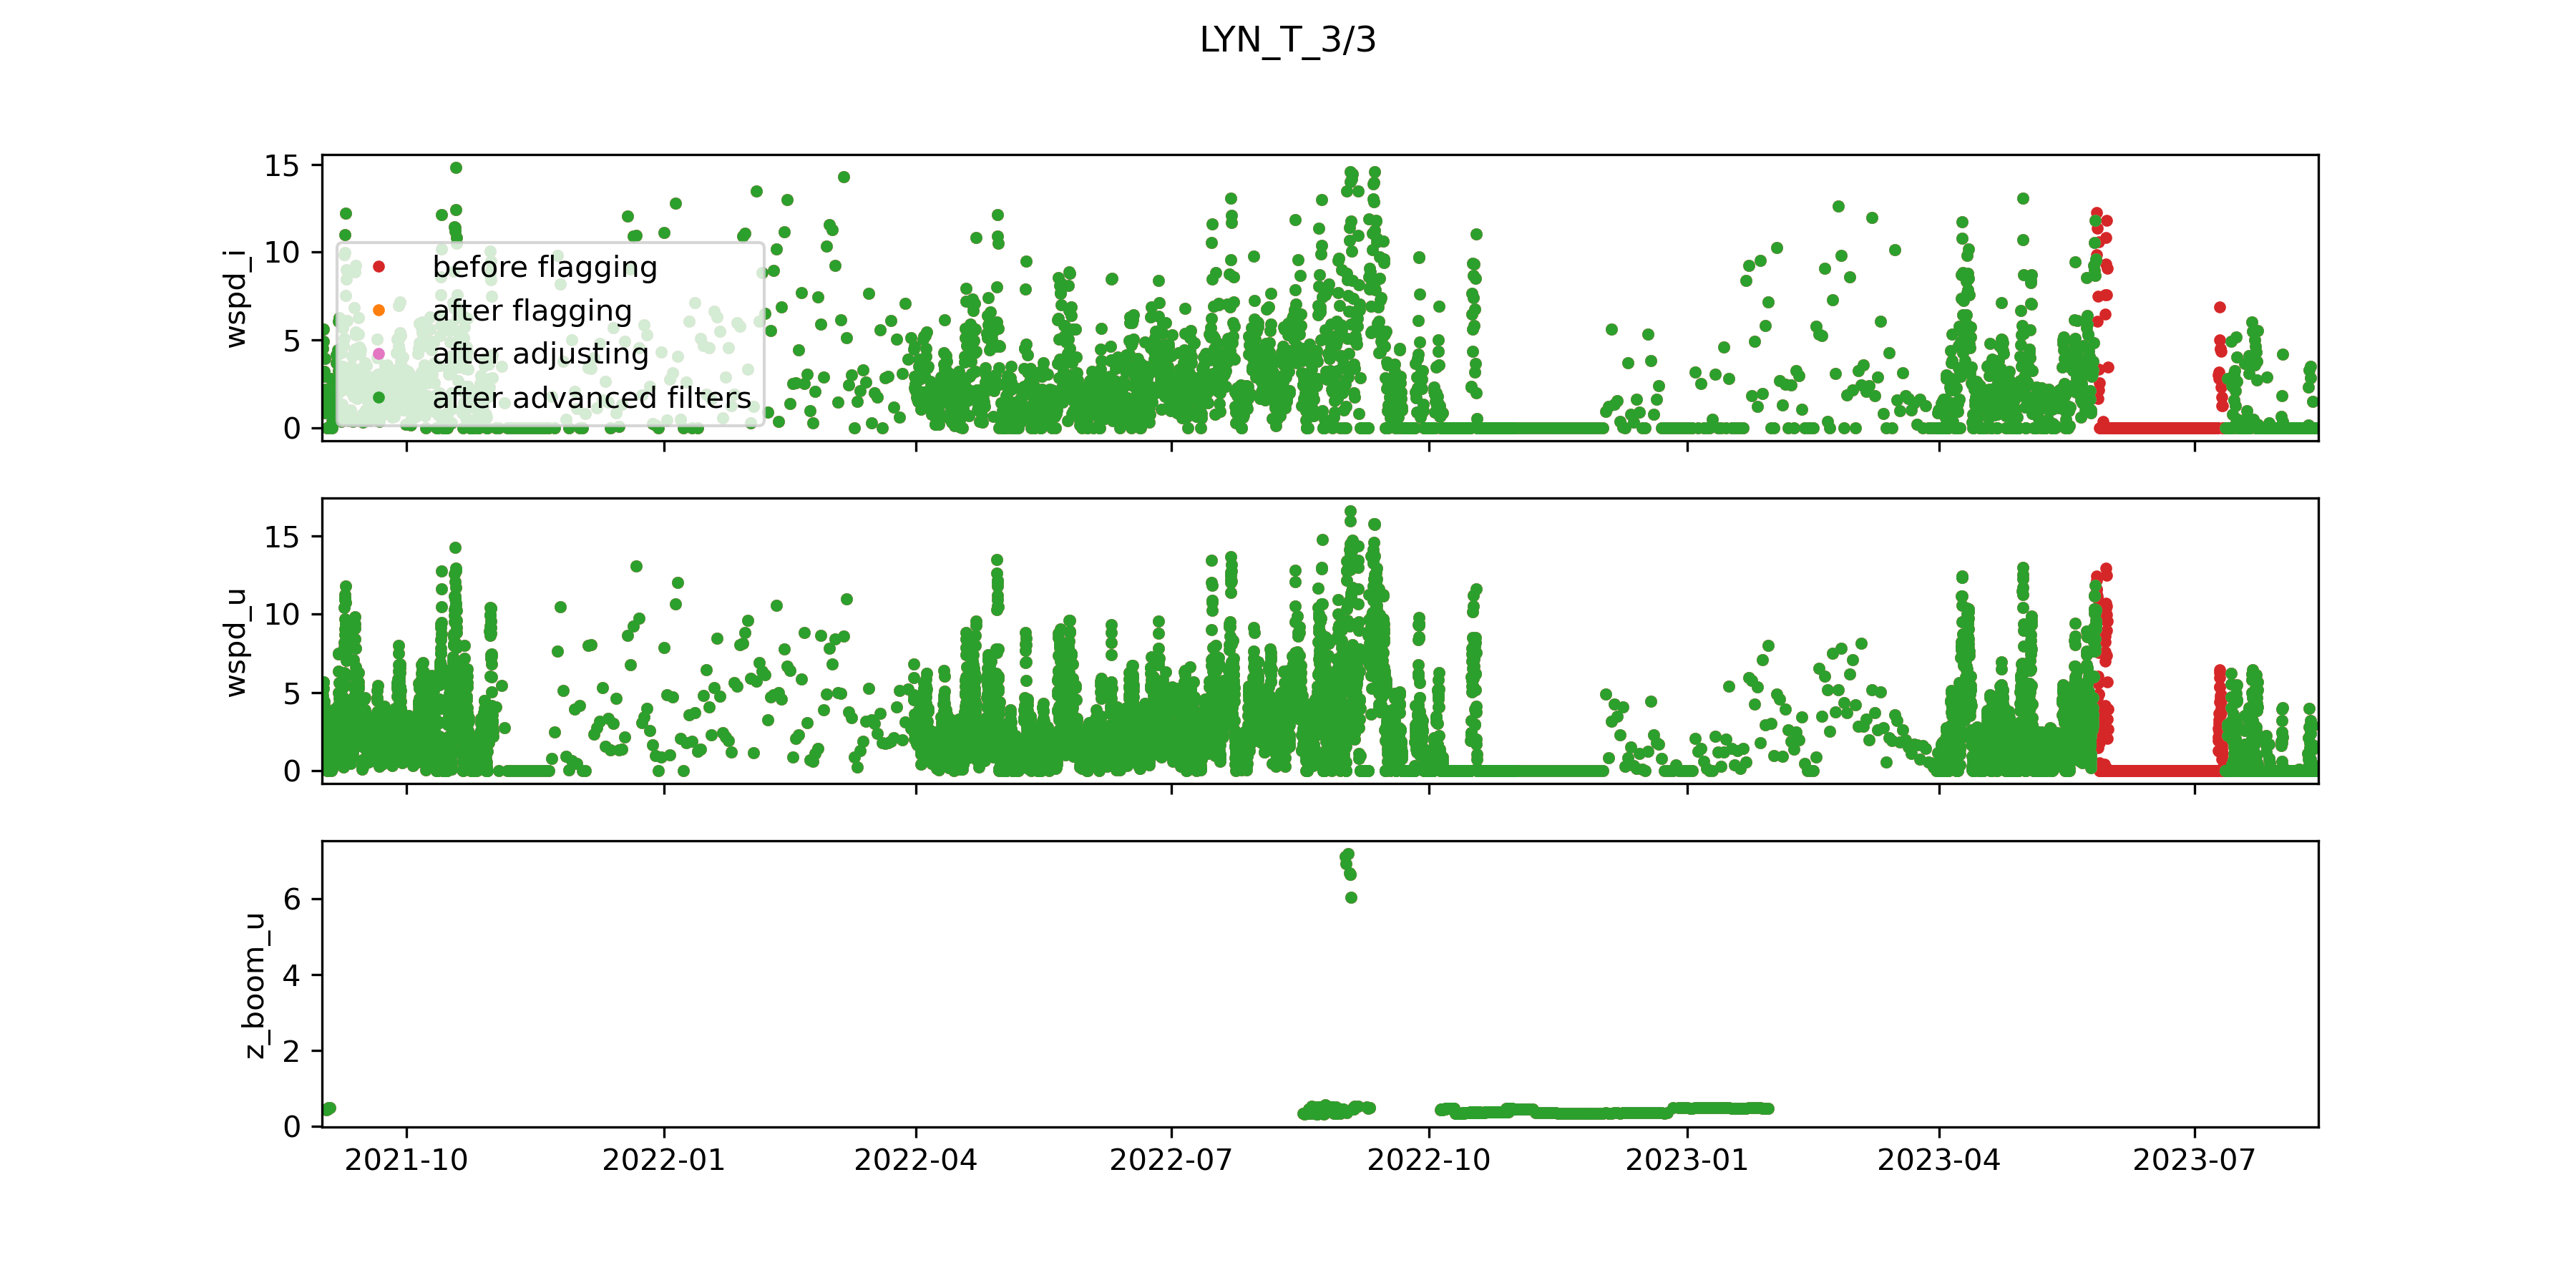 LYN_T_3/3
15
10
5
0
wspd_i
before flagging
after flagging
after adjusting
after advanced filters
15
10
5
0
wspd_u
6
4
2
0
z_boom_u
2021-10
2022-01
2022-04
2022-07
2022-10
2023-01
2023-04
2023-07